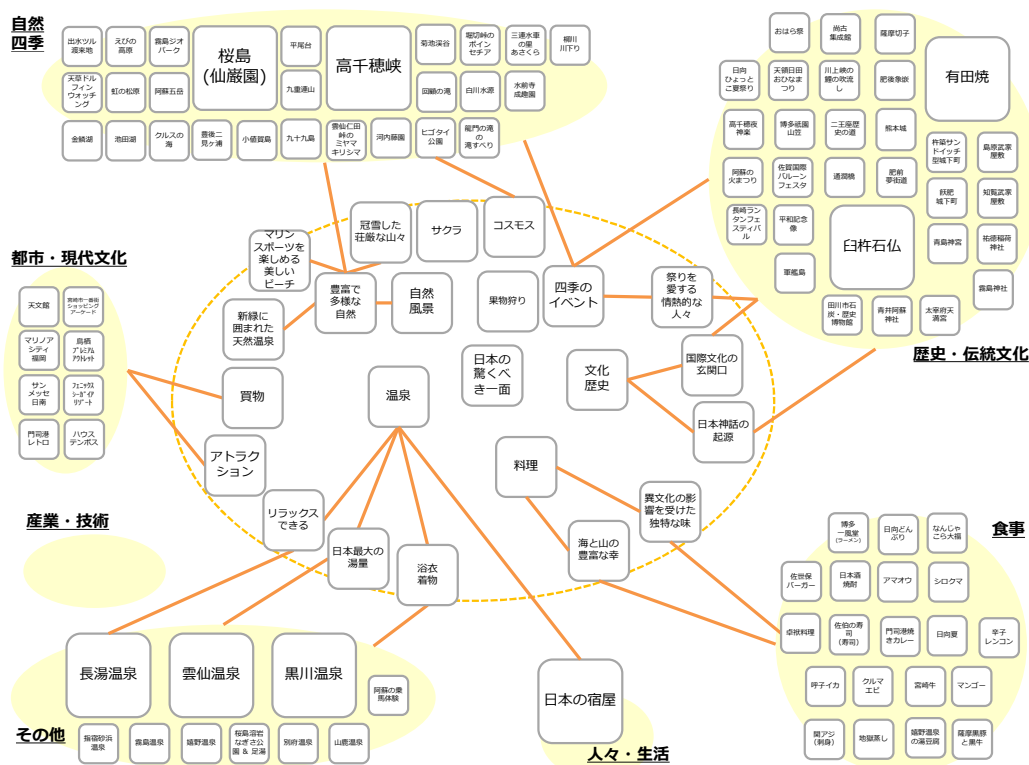 自然
四季
出水ツル
渡来地
えびの
高原
霧島ジオ
パーク
桜島
(仙巌園)
平尾台
高千穂峡
菊池渓谷
堀切峠の
ポイン
セチア
三連水車
の里
あさくら
柳川
川下り
天草ドル
フィン
ウォッチ
ング
虹の松原
阿蘇五岳
九重連山
回顧の滝
白川水源
水前寺
成趣園
金鱗湖
池田湖
クルスの
海
豊後二
見ヶ浦
小値賀島
九十九島
雲仙仁田
峠の
ミヤマ
キリシマ
河内藤園
ヒゴタイ
公園
龍門の滝
の
滝すべり
おはら祭
尚古
集成館
薩摩切子
有田焼
日向
ひょっと
こ夏祭り
天領日田
おひなま
つり
川上峡の
鯉の吹流
し
肥後象嵌
高千穂夜
神楽
博多祇園
山笠
二王座歴
史の道
熊本城
杵築サン
ドイッチ
型城下町
島原武家
屋敷
阿蘇の
火まつり
佐賀国際
バルーン
フェスタ
通潤橋
肥前
夢街道
飫肥
城下町
知覧武家
屋敷
長崎ラン
タンフェ
スティバ
ル
平和記念
像
臼杵石仏
青島神宮
祐徳稲荷
神社
軍艦島
霧島神社
田川市石
炭・歴史
博物館
青井阿蘇
神社
太宰府天
満宮
歴史・伝統文化
マリン
スポーツを
楽しめる
美しい
ビーチ
冠雪した
荘厳な山々
サクラ
コスモス
豊富で
多様な
自然
自然
風景
果物狩り
四季の
イベント
祭りを
愛する
情熱的な
人々
新緑に
囲まれた
天然温泉
日本の
驚くべ
き一面
文化
歴史
国際文化の
玄関口
買物
温泉
日本神話の
起源
アトラク
ション
料理
リラックス
できる
日本最大の
湯量
浴衣
着物
海と山の
豊富な幸
異文化の影
響を受けた
独特な味
都市・現代文化
天文館
宮崎市一番街
ショッピング
アーケード
マリノア
シティ
福岡
鳥栖
プレミアム
アウトレット
サン
メッセ
日南
フェニックス
シーガイア
リゾート
門司港
レトロ
ハウス
テンボス
産業・技術
長湯温泉
雲仙温泉
黒川温泉
阿蘇の乗
馬体験
その他
指宿砂浜
温泉
霧島温泉
嬉野温泉
桜島溶岩
なぎさ公
園 & 足湯
別府温泉
山鹿温泉
日本の宿屋
人々・生活
食事
博多
一風堂
(ラーメン)
日向どん
ぶり
なんじゃ
こら大福
佐世保
バーガー
日本酒
焼酎
アマオウ
シロクマ
卓袱料理
佐伯の寿
司
(寿司)
門司港焼
きカレー
日向夏
辛子
レンコン
呼子イカ
クルマ
エビ
宮崎牛
マンゴー
関アジ
(刺身)
地獄蒸し
嬉野温泉
の湯豆腐
薩摩黒豚
と黒牛